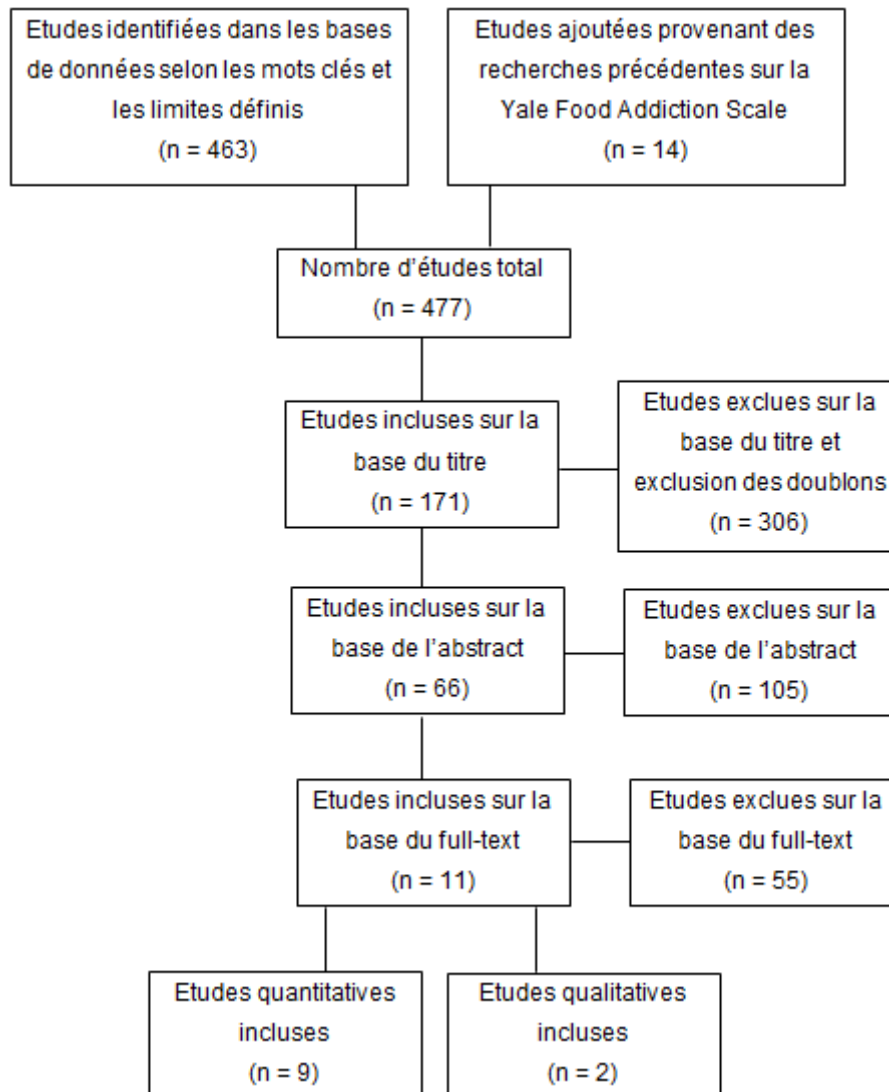 Etudes identifiées dans les bases
de données selon les mots clés et
les limites définis
(n = 463)
Etudes ajoutées provenant des
recherches précédentes sur la
Yale Food Addiction Scale
(n = 14)
Nombre d'études total
(n = 477)
Etudes incluses sur la
base du titre
(n = 171)
Etudes exclues sur la
base du titre et
exclusion des doublons
(n = 306)
Etudes incluses sur la
base de l'abstract
(n = 66)
Etudes exclues sur la
base de l'abstract
(n = 105)
Etudes incluses sur la
base du full-text
(n = 11)
Etudes exclues sur la
base du full-text
(n = 55)
Etudes quantitatives
incluses
(n = 9)
Etudes qualitatives
incluses
(n = 2)